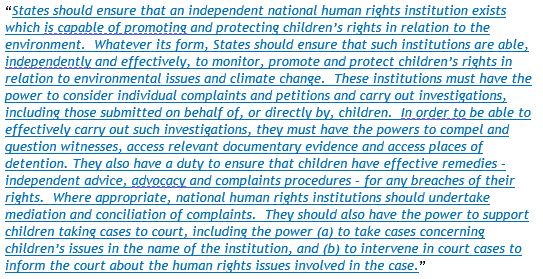 “States should ensure that an independent national human rights institution exists
which is capable of promoting and protecting children’s rights in relation to the
environment.  Whatever its form, States should ensure that such institutions are able,
independently and effectively, to monitor, promote and protect children’s rights in
relation to environmental issues and climate change.  These institutions must have the
power to consider individual complaints and petitions and carry out investigations,
including those submitted on behalf of, or directly by, children.  In order to be able to
effectively carry out such investigations, they must have the powers to compel and
question witnesses, access relevant documentary evidence and access places of
detention. They also have a duty to ensure that children have effective remedies –
independent advice, advocacy and complaints procedures – for any breaches of their
rights.  Where appropriate, national human rights institutions should undertake
mediation and conciliation of complaints.  They should also have the power to support
children taking cases to court, including the power (a) to take cases concerning
children’s issues in the name of the institution, and (b) to intervene in court cases to
inform the court about the human rights issues involved in the case.”